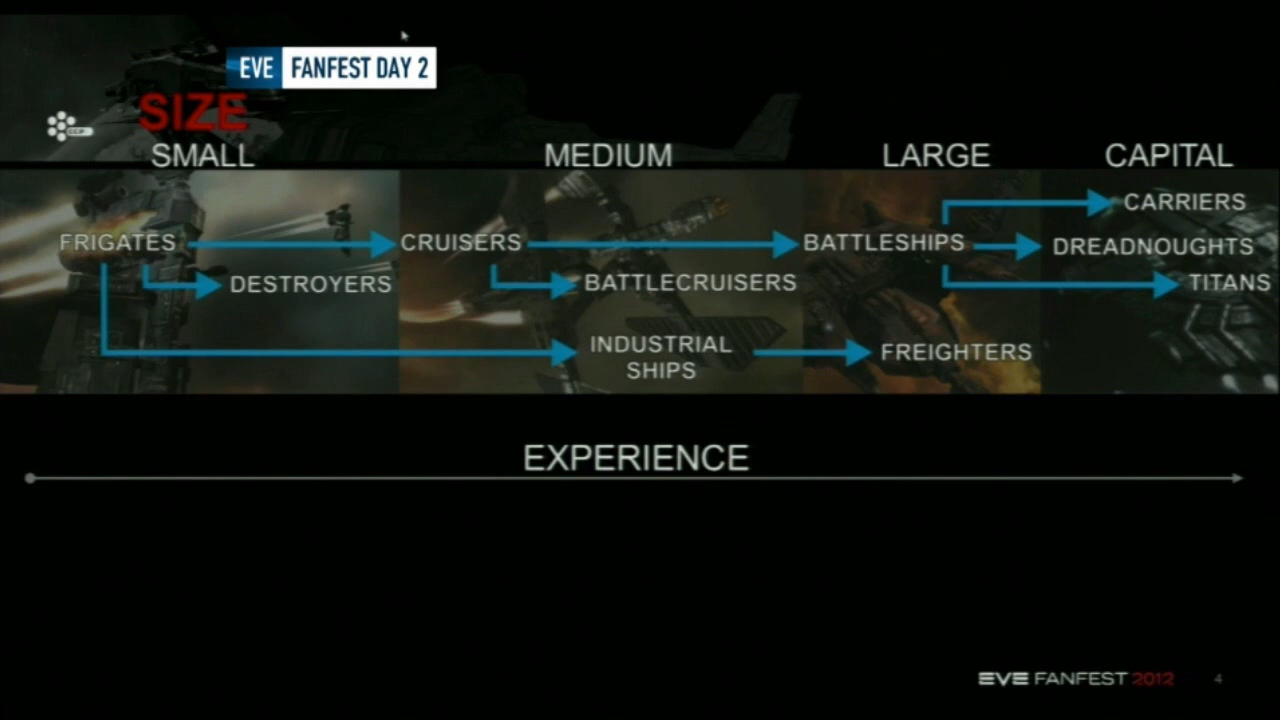 EVE FANFEST DAY 2
SIZE
CCP
SMALL MEDIUM LARGE CAPITAL
CARRIERS
FRIGATES CRUISERS BATTLESHIPS DREADNOUGHTS
DESTROYERS BATTLECRUISERS TITANS
INDUSTRIAL
SHIPS
FREIGHTERS
EXPERIENCE
EVE FANFEST 2012 4